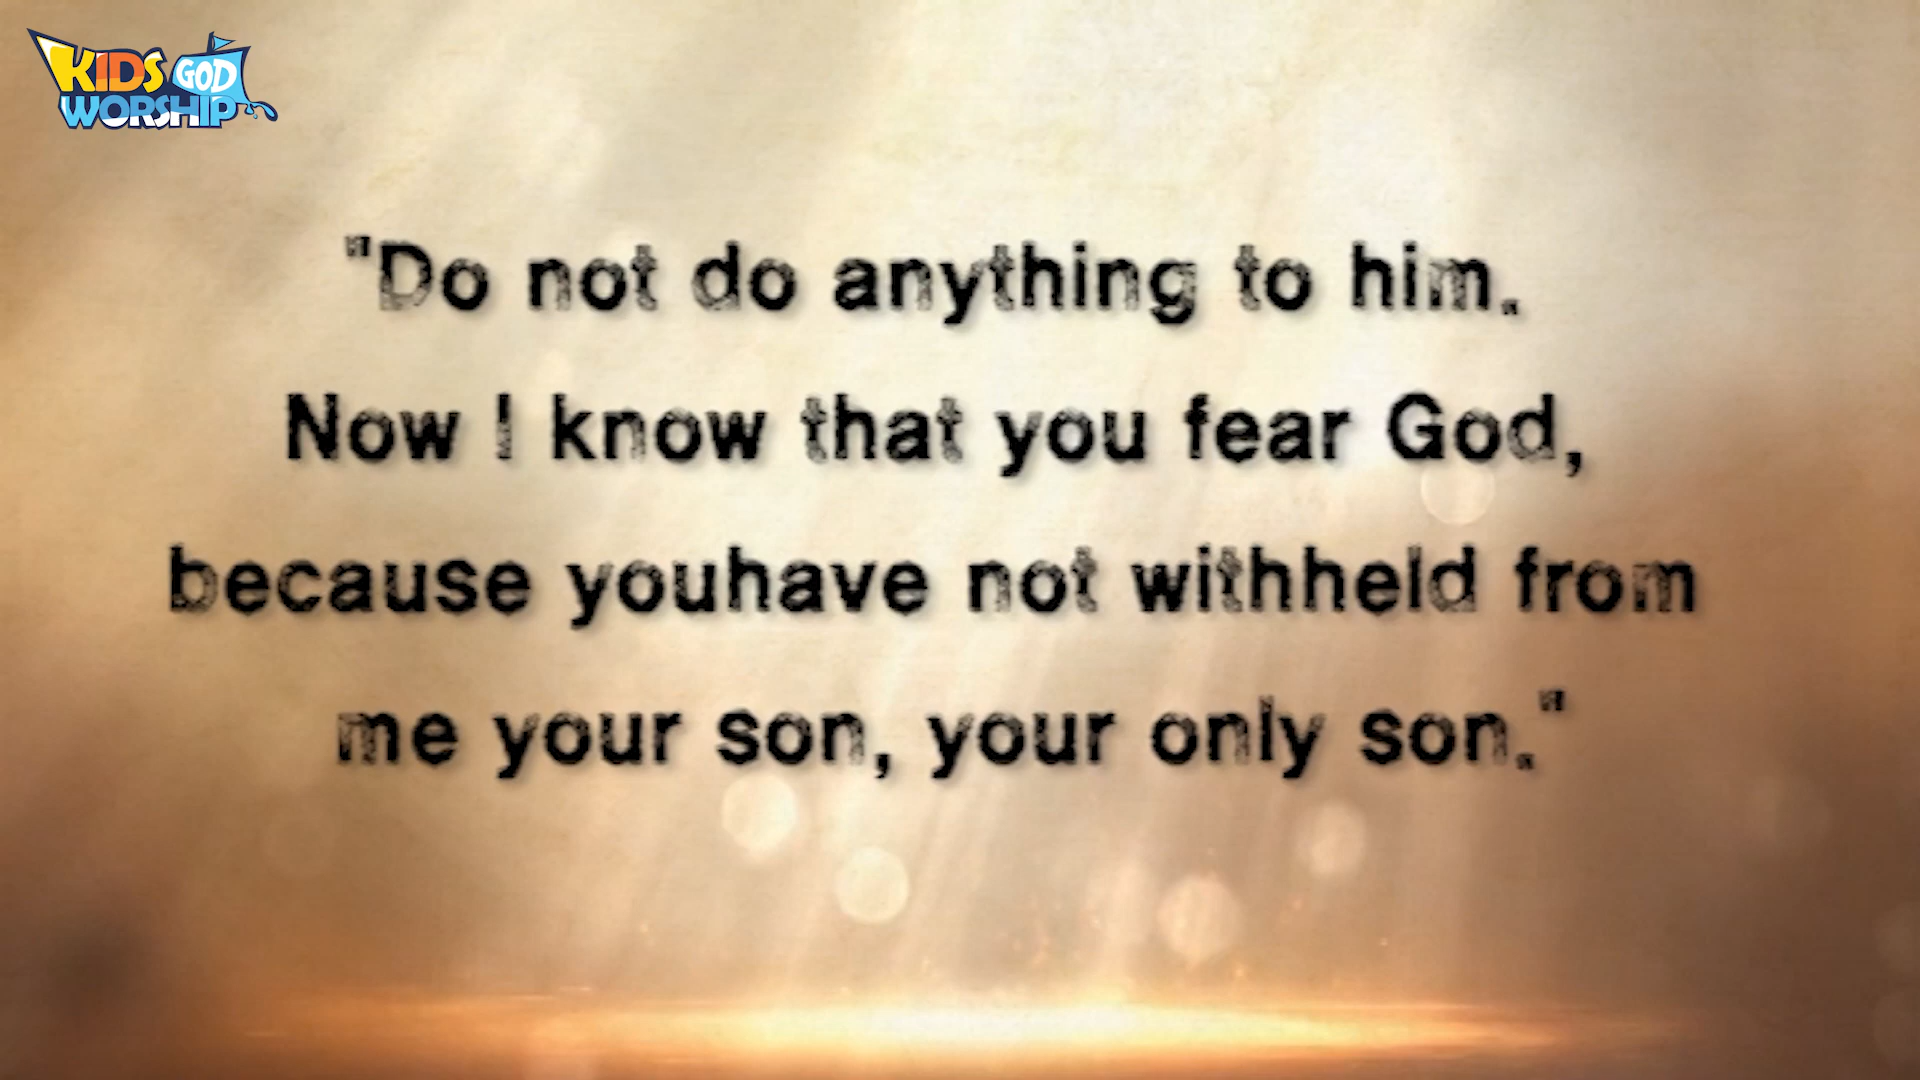 KIDS GOD
WORSHIP
"Do not do anything to him.
Now I know that you fear God,
because youhave not withheld from
me your son, your only son."